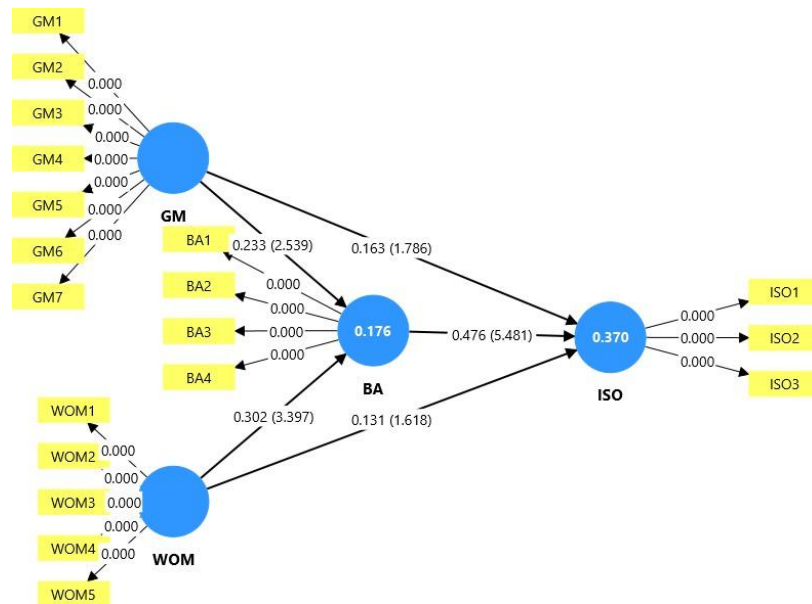 GM1
0.000
GM2
0.000
GM3
0.000
GM4
0.000
GM5
0.000
GM6
0.000
GM7
0.000
GM
0.233 (2.539)
0.163 (1.786)
BA1
0.000
BA2
0.000
BA3
0.000
BA4
0.000
0.176
BA
0.476 (5.481)
0.370
ISO
0.000
ISO1
0.000
ISO2
0.000
ISO3
0.302 (3.397)
0.131 (1.618)
WOM1
0.000
WOM2
0.000
WOM3
0.000
WOM4
0.000
WOM5
0.000
WOM